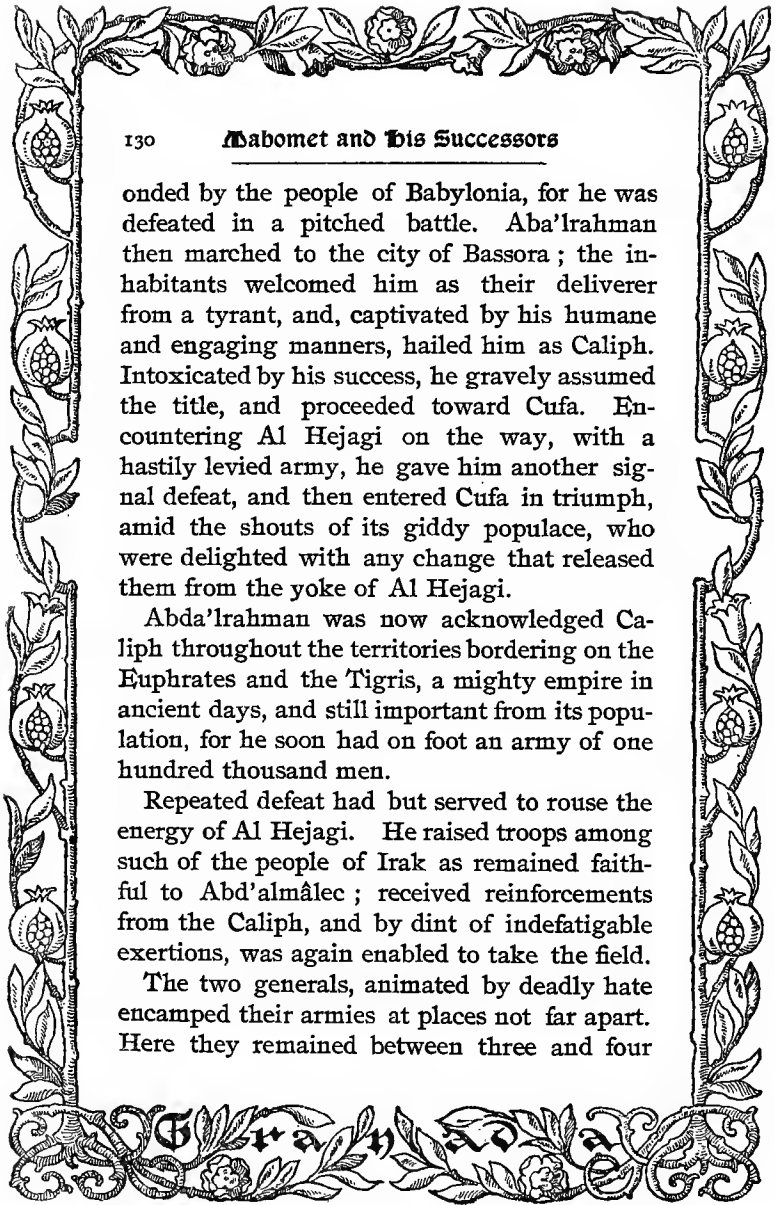 130 Mahomet and His Successors
onded by the people of Babylonia, for he was
defeated in a pitched battle. Aba'lrahman
then marched to the city of Bassora ; the in-
habitants welcomed him as their deliverer
from a tyrant, and, captivated by his humane
and engaging manners, hailed him as Caliph.
Intoxicated by his success, he gravely assumed
the title, and proceeded toward Cufa. En-
countering Al Hejagi on the way, with a
hastily levied army, he gave him another sig-
nal defeat, and then entered Cufa in triumph,
amid the shouts of its giddy populace, who
were delighted with any change that released
them from the yoke of Al Hejagi.
Abda'lrahman was now acknowledged Ca-
liph throughout the territories bordering on the
Euphrates and the Tigris, a mighty empire in
ancient days, and still important from its popu-
lation, for he soon had on foot an army of one
hundred thousand men.
Repeated defeat had but served to rouse the
energy of Al Hejagi. He raised troops among
such of the people of Irak as remained faith-
ful to Abd'almâlec ; received reinforcements
from the Caliph, and by dint of indefatigable
exertions, was again enabled to take the field.
The two generals, animated by deadly hate
encamped their armies at places not far apart.
Here they remained between three and four
Granada